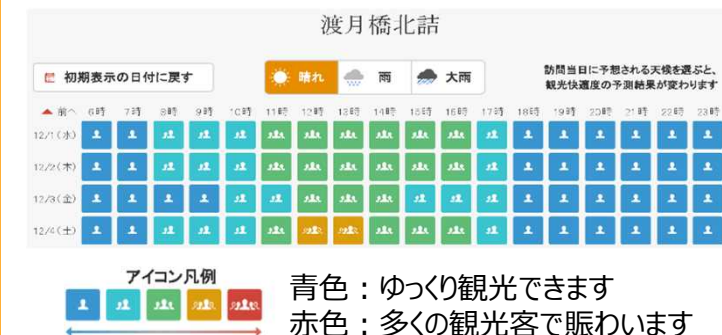 渡月橋北詰
初期表示の日付に戻す
晴れ 雨 大雨
訪問当日に予想される天候を選ぶと、
観光快適度の予測結果が変わります
▲ 前へ 6時 7時 8時 9時 10時 11時 12時 13時 14時 15時 16時 17時 18時 19時 20時 21時 22時 23時
12/1(水)
12/2(木)
12/3(金)
12/4(土)
アイコン凡例
青色：ゆっくり観光できます
赤色：多くの観光客で賑わいます